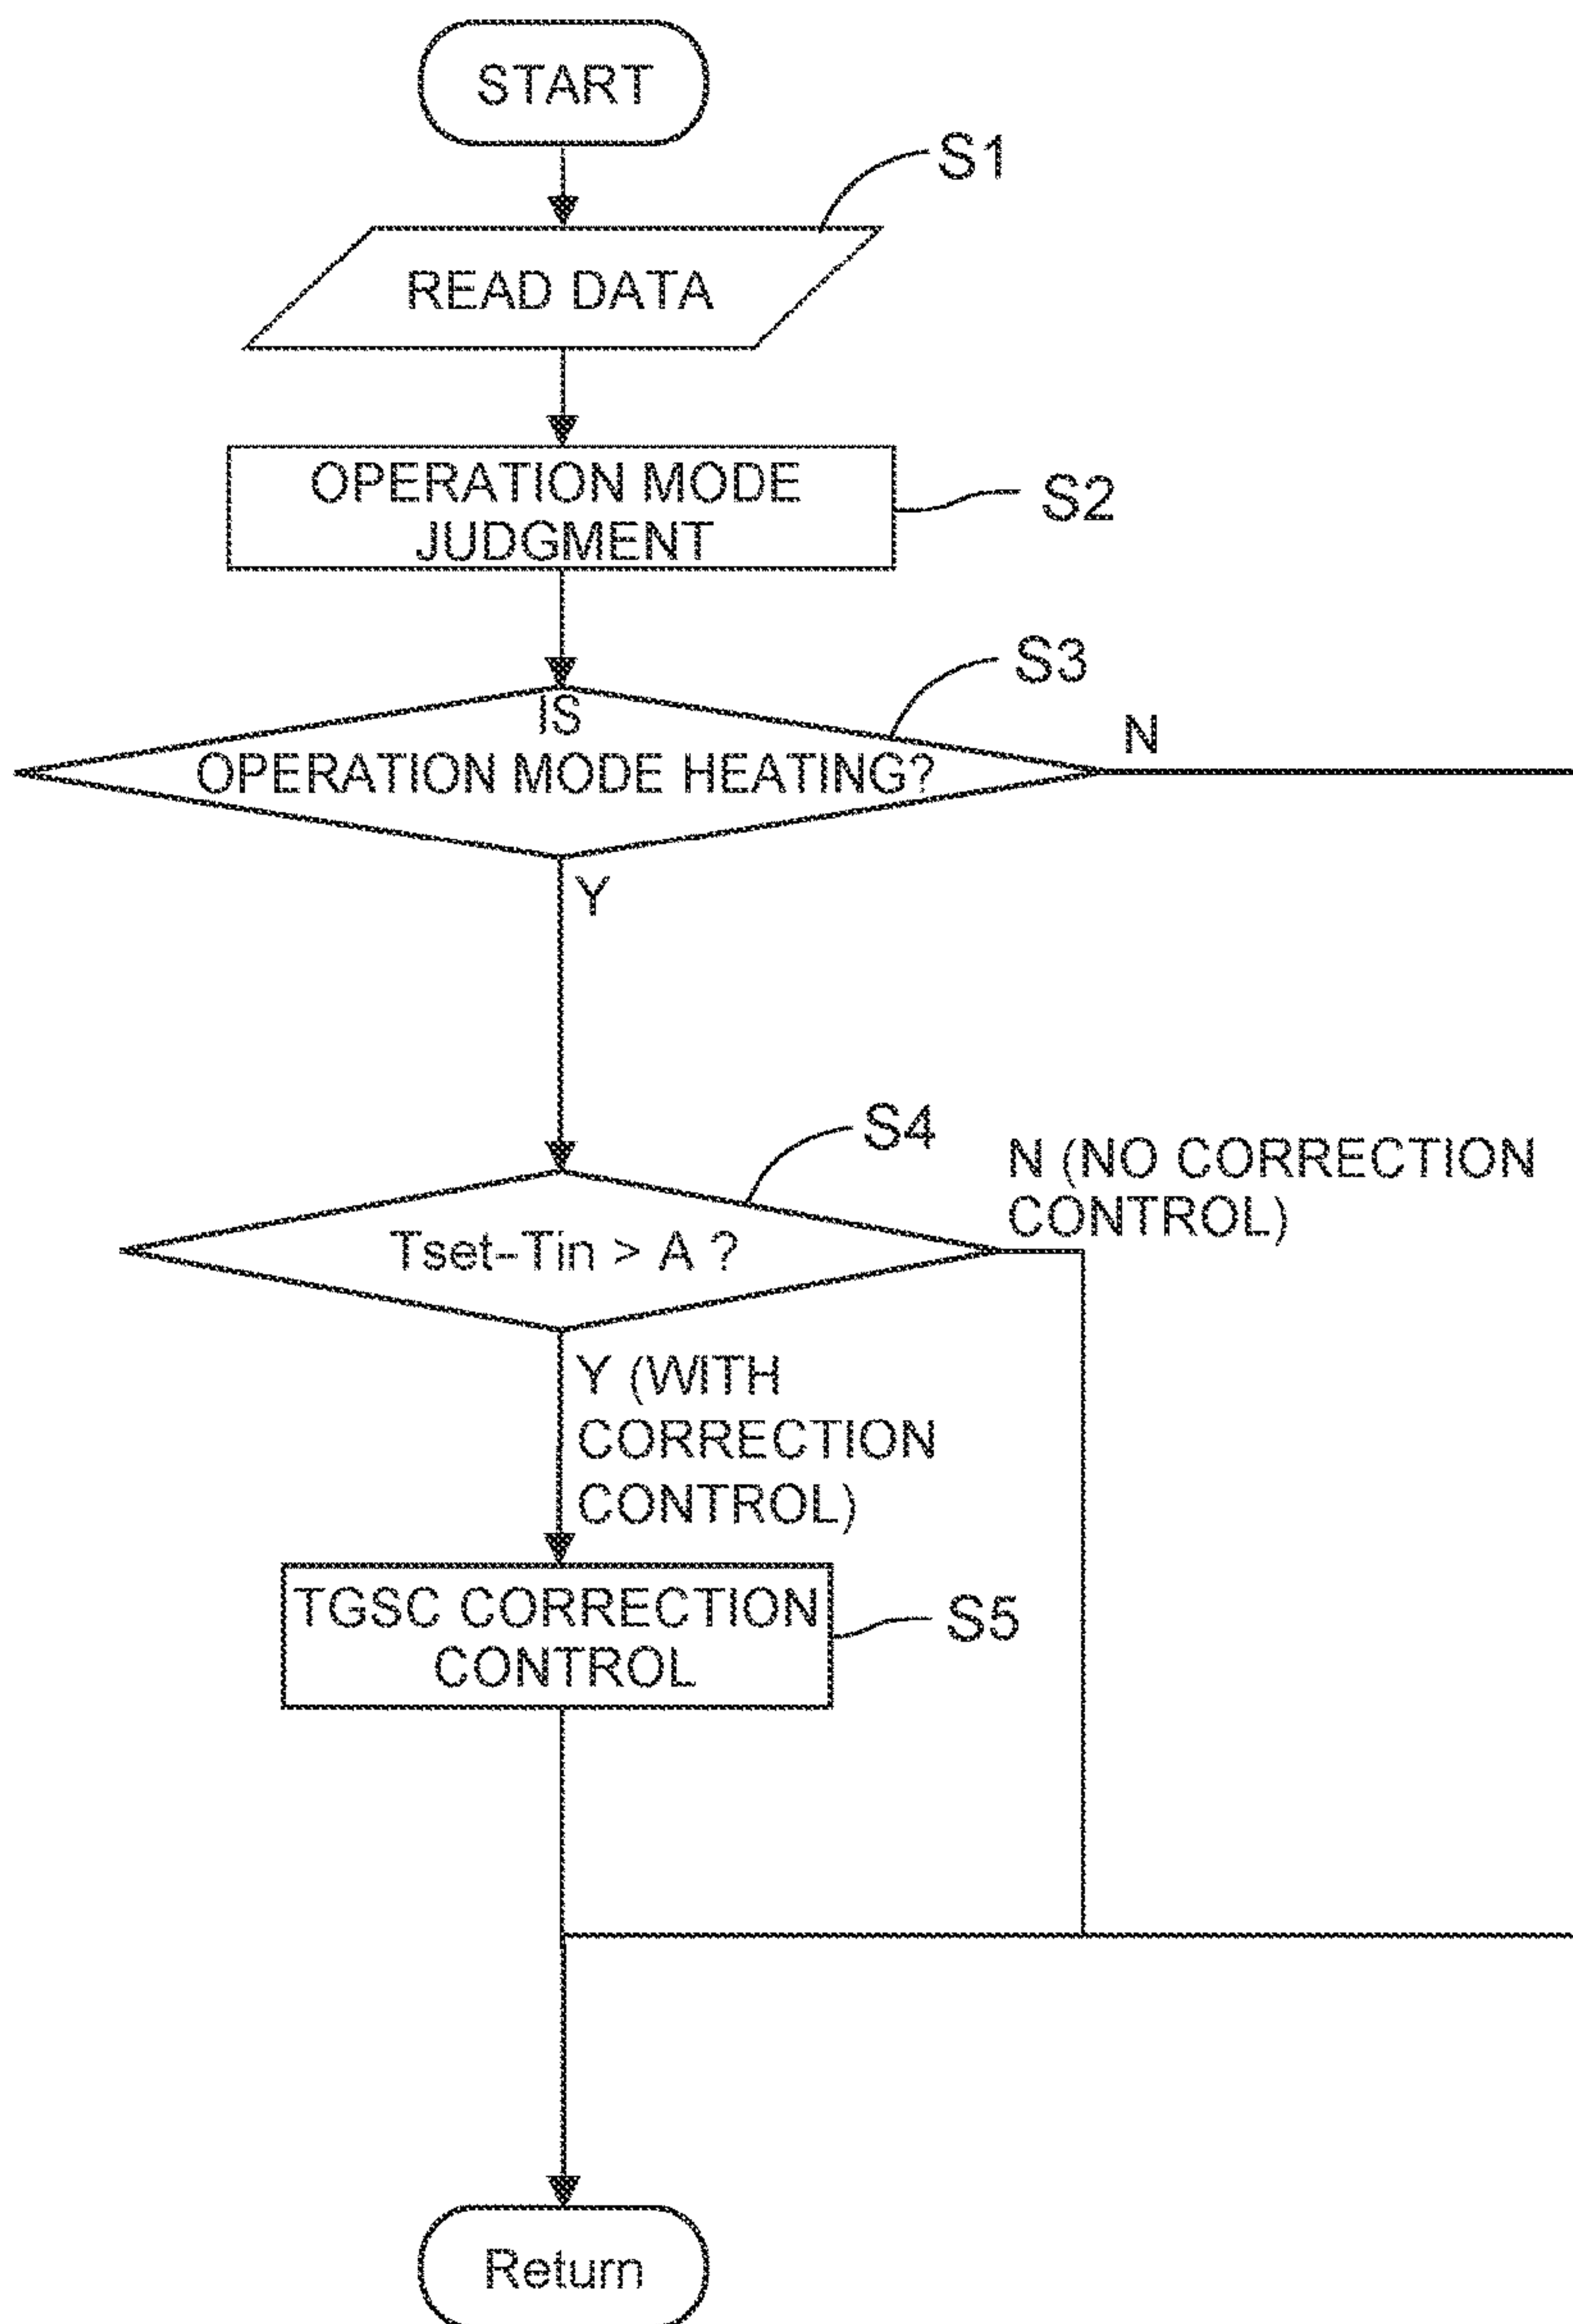 START
S1
READ DATA
OPERATION MODE
JUDGMENT
S2
S3
IS
OPERATION MODE HEATING?
N
Y
S4
N (NO CORRECTION
CONTROL)
Tset-Tin > A ?
Y (WITH
CORRECTION
CONTROL)
TGSC CORRECTION
CONTROL
S5
Return